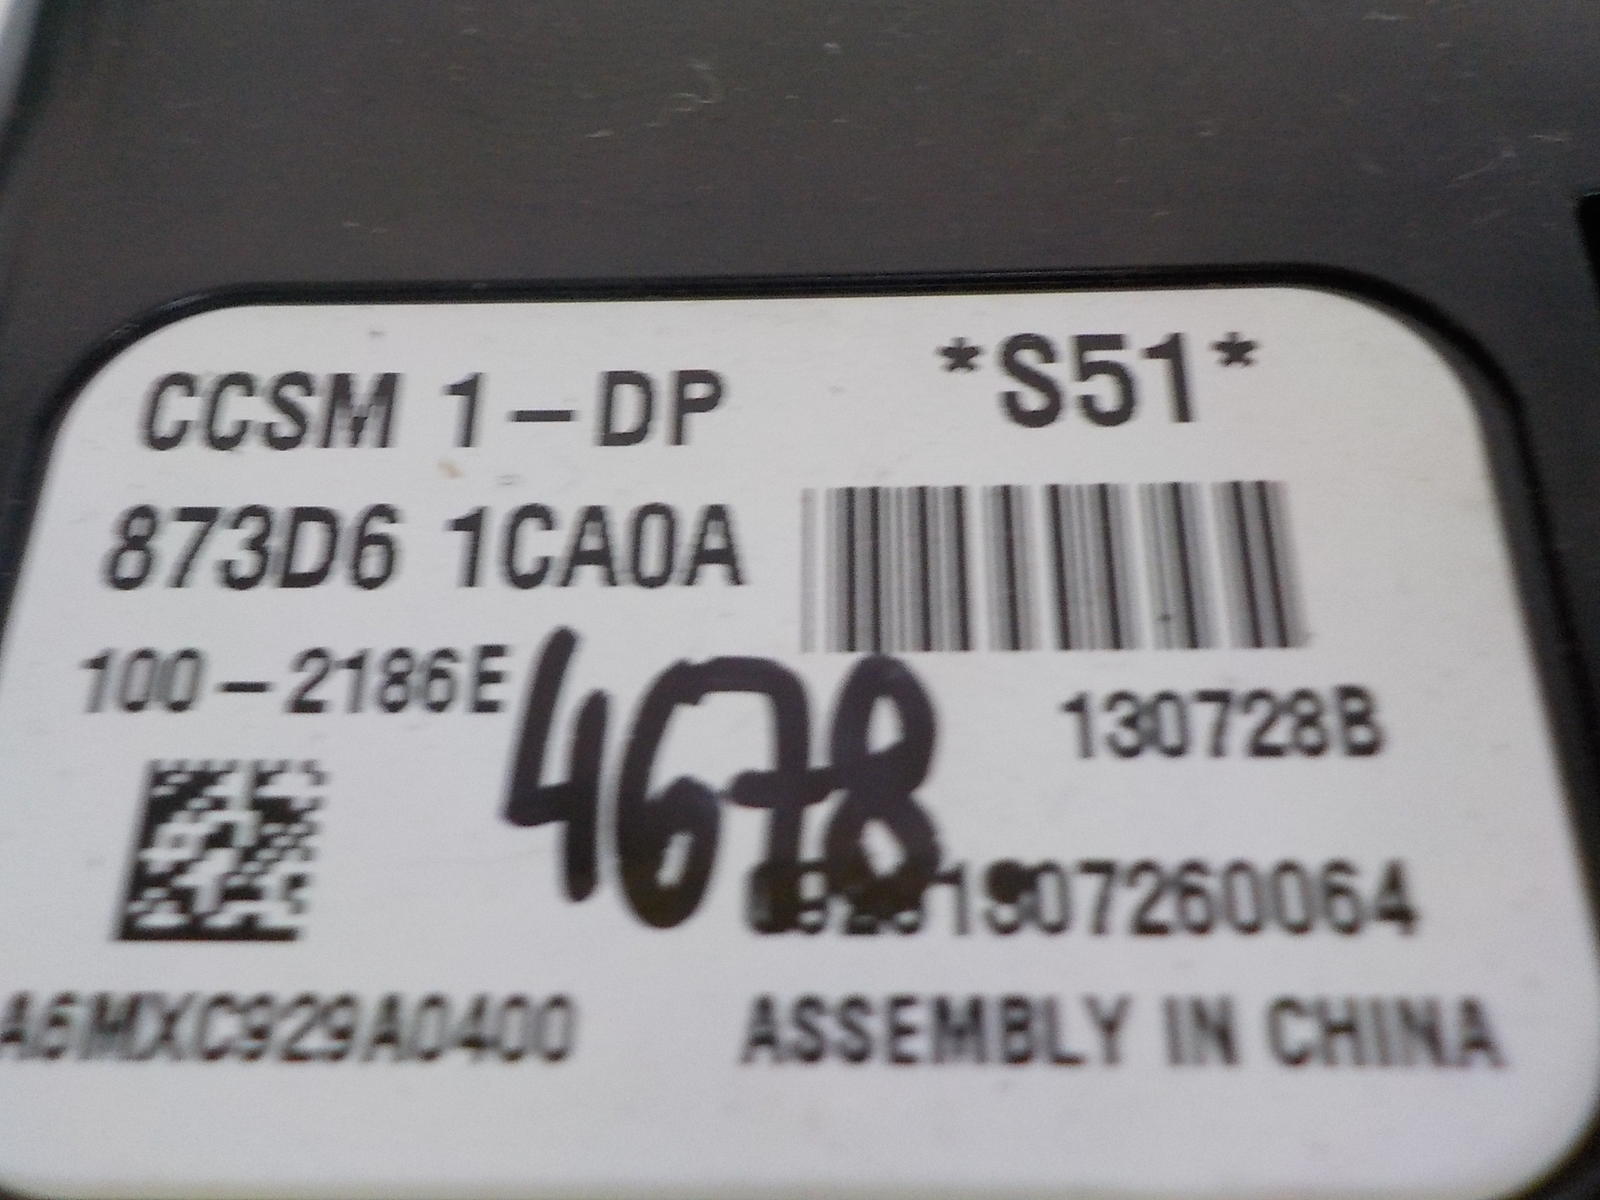 CCSM 1-DP *S51*
873D6 1CA0A
100-2186E
4678
130728B
A6MXC929A0400 ASSEMBLY IN CHINA